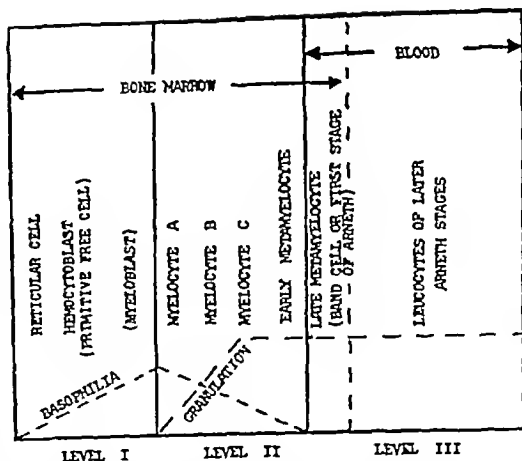 BLOOD
BONE MARROW
RETICULAR CELL
HEMOCYTOBLAST
(PRIMITIVE FREE CELL)
(MYELOBLAST)
MYELOCYTE A
MYELOCYTE B
MYELOCYTE C
EARLY METAMYELOCYTE
LATE METAMYELOCYTE
(BAND CELL OR FIRST STAGE
OF ARNETH)
LEUCOCYTES OF LATER
ARNETH STAGES
BASOPHILIA
GRANULATION
LEVEL I
LEVEL II
LEVEL III